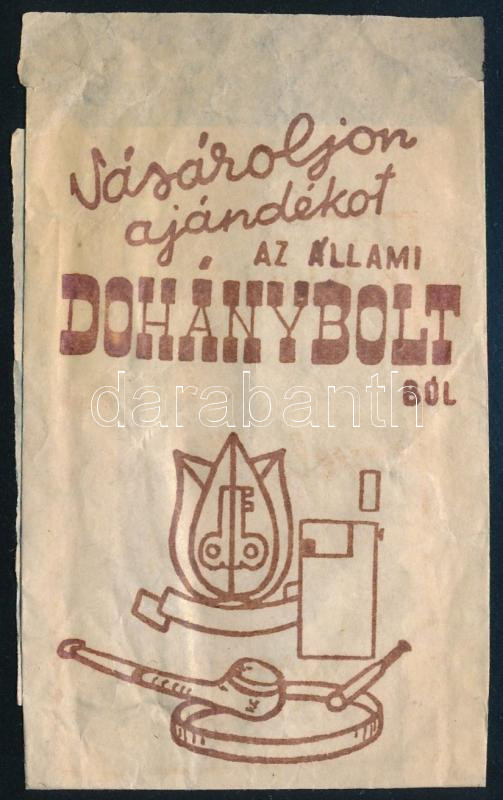 Vásároljon
ajándékot
AZ ÁLLAMI
DOHÁNYBOLT
BÓL
darabanth